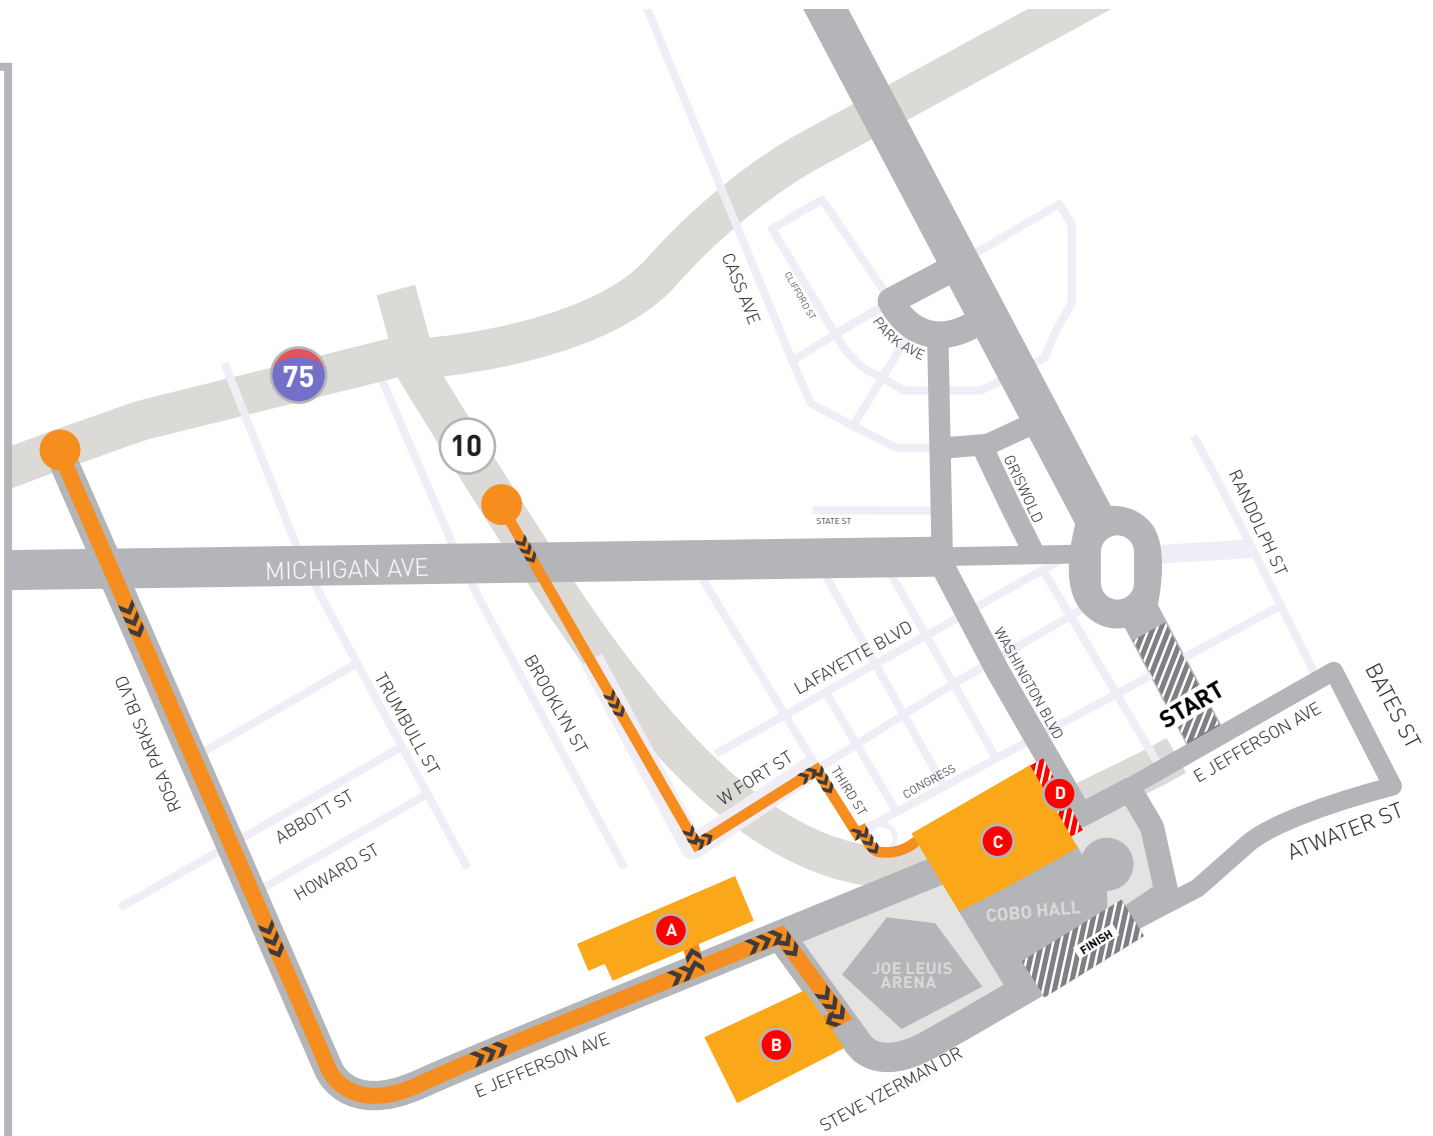 CASS AVE
CLIFFORD ST
PARK AVE
75
10
GRISWOLD
RANDOLPH ST
STATE ST
MICHIGAN AVE
LAFAYETTE BLVD
WASHINGTON BLVD
BROOKLYN ST
TRUMBULL ST
ROSA PARKS BLVD
START
BATES ST
E JEFFERSON AVE
W FORT ST
THIRD ST
CONGRESS
D
ABBOTT ST
C
ATWATER ST
HOWARD ST
COBO HALL
A
FINISH
JOE LEUIS
ARENA
B
E JEFFERSON AVE
STEVE YZERMAN DR